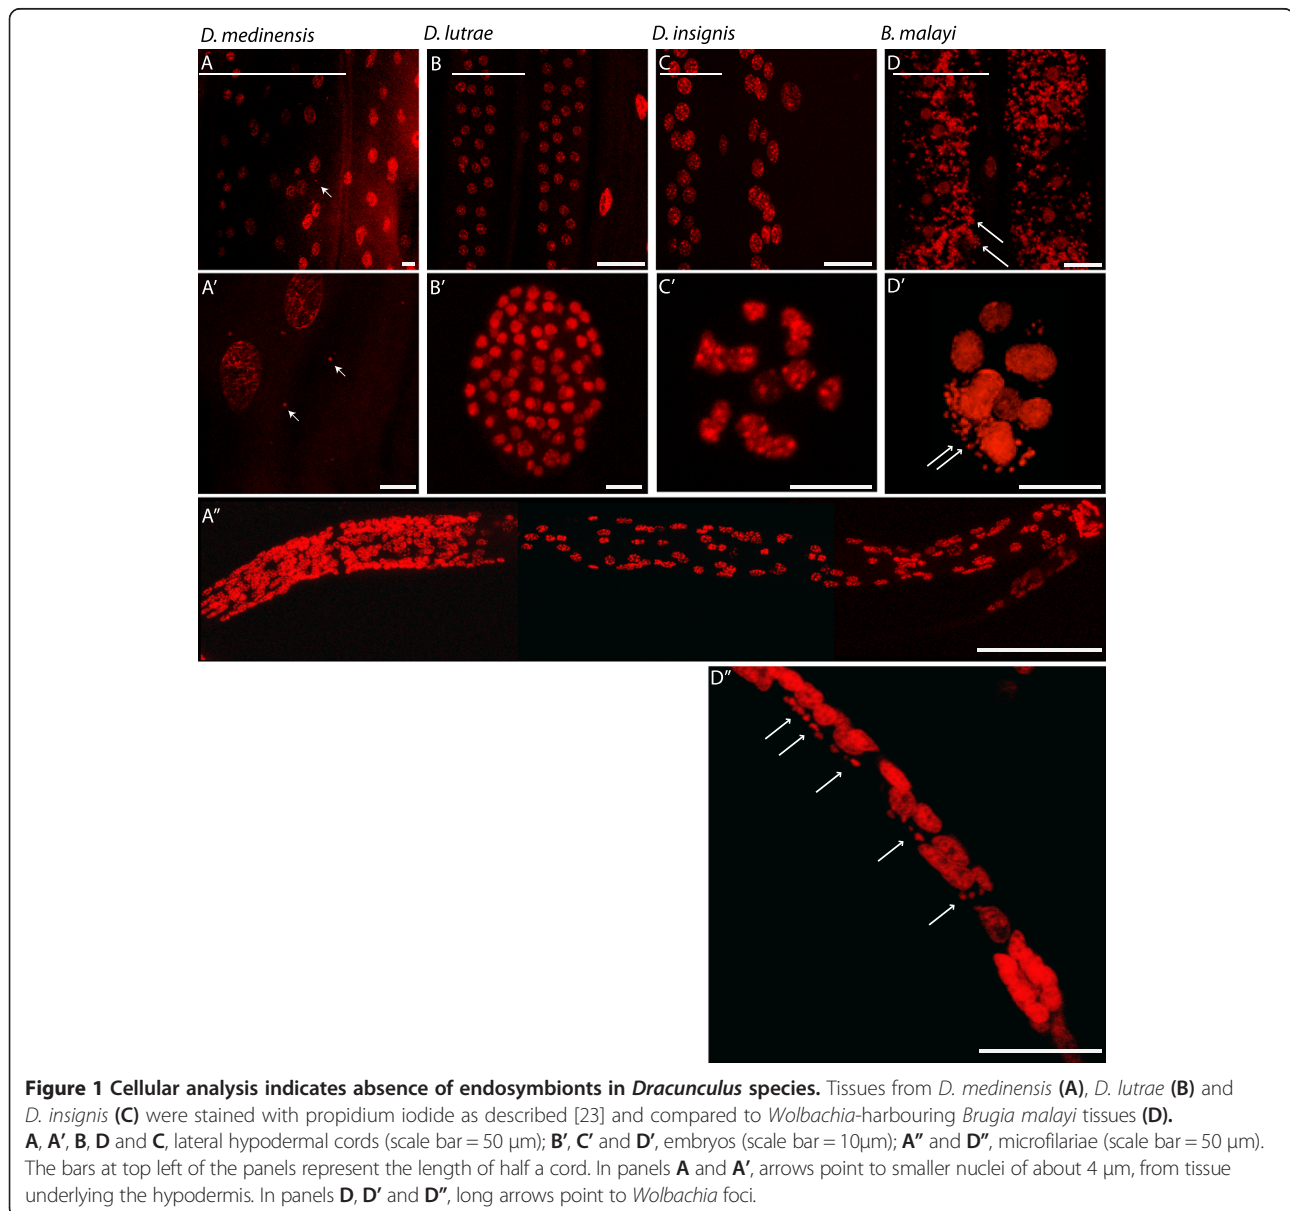 D. medinensis D. lutrae D. insignis B. malayi
A B C D
A′ B′ C′ D′
A″
D″
Figure 1 Cellular analysis indicates absence of endosymbionts in Dracunculus species. Tissues from D. medinensis (A), D. lutrae (B) and
D. insignis (C) were stained with propidium iodide as described [23] and compared to Wolbachia-harbouring Brugia malayi tissues (D).
A, A′, B, D and C, lateral hypodermal cords (scale bar = 50 μm); B′, C′ and D′, embryos (scale bar = 10μm); A″ and D″, microfilariae (scale bar = 50 μm).
The bars at top left of the panels represent the length of half a cord. In panels A and A′, arrows point to smaller nuclei of about 4 μm, from tissue
underlying the hypodermis. In panels D, D′ and D″, long arrows point to Wolbachia foci.